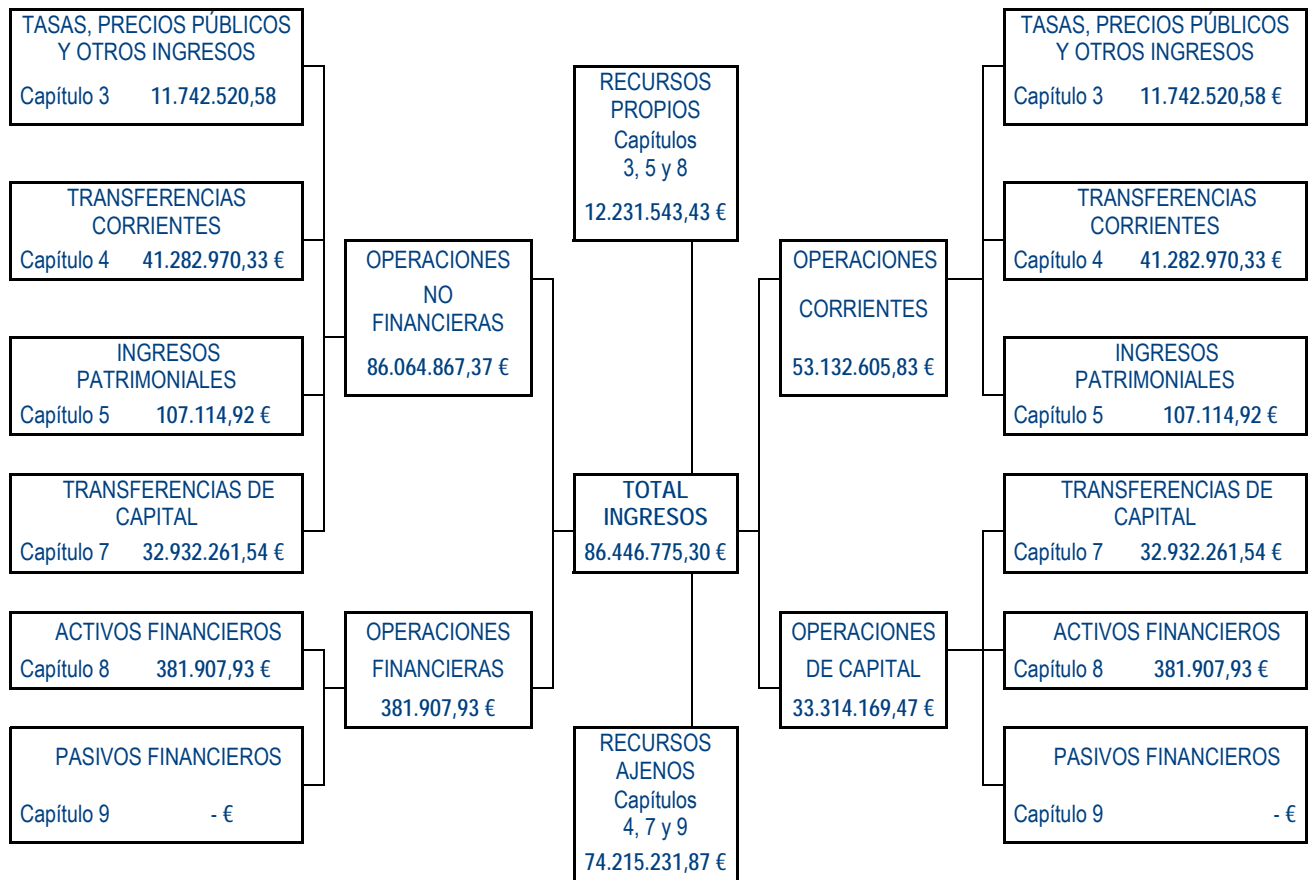 TASAS, PRECIOS PÚBLICOS
Y OTROS INGRESOS
Capítulo 3 11.742.520,58
TRANSFERENCIAS
CORRIENTES
Capítulo 4 41.282.970,33 €
INGRESOS
PATRIMONIALES
Capítulo 5 107.114,92 €
TRANSFERENCIAS DE
CAPITAL
Capítulo 7 32.932.261,54 €
ACTIVOS FINANCIEROS
Capítulo 8 381.907,93 €
PASIVOS FINANCIEROS
Capítulo 9 - €
OPERACIONES
NO
FINANCIERAS
86.064.867,37 €
OPERACIONES
FINANCIERAS
381.907,93 €
RECURSOS
PROPIOS
Capítulos
3, 5 y 8
12.231.543,43 €
TOTAL
INGRESOS
86.446.775,30 €
RECURSOS
AJENOS
Capítulos
4, 7 y 9
74.215.231,87 €
OPERACIONES
CORRIENTES
53.132.605,83 €
OPERACIONES
DE CAPITAL
33.314.169,47 €
TASAS, PRECIOS PÚBLICOS
Y OTROS INGRESOS
Capítulo 3 11.742.520,58 €
TRANSFERENCIAS
CORRIENTES
Capítulo 4 41.282.970,33 €
INGRESOS
PATRIMONIALES
Capítulo 5 107.114,92 €
TRANSFERENCIAS DE
CAPITAL
Capítulo 7 32.932.261,54 €
ACTIVOS FINANCIEROS
Capítulo 8 381.907,93 €
PASIVOS FINANCIEROS
Capítulo 9 - €